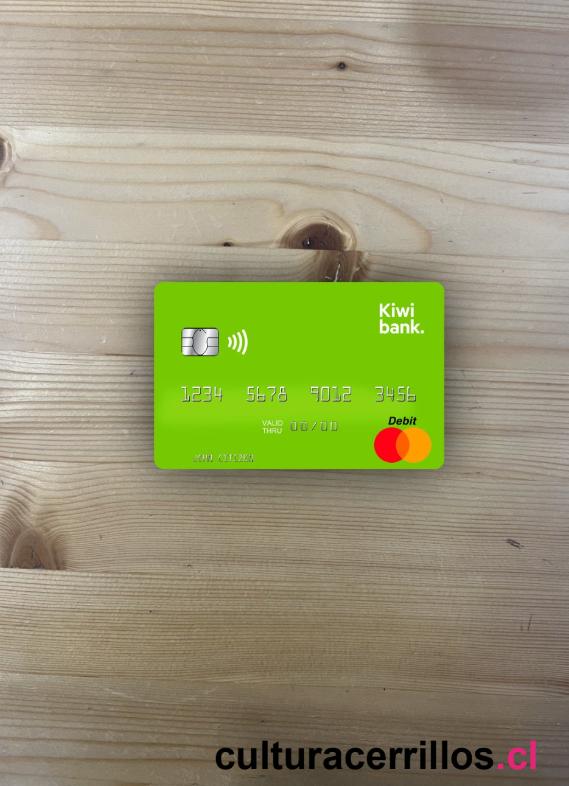 Kiwi
bank.
1234 5678 9012 3456
Debit
VALID
THRU 00/00
culturacerrillos.cl